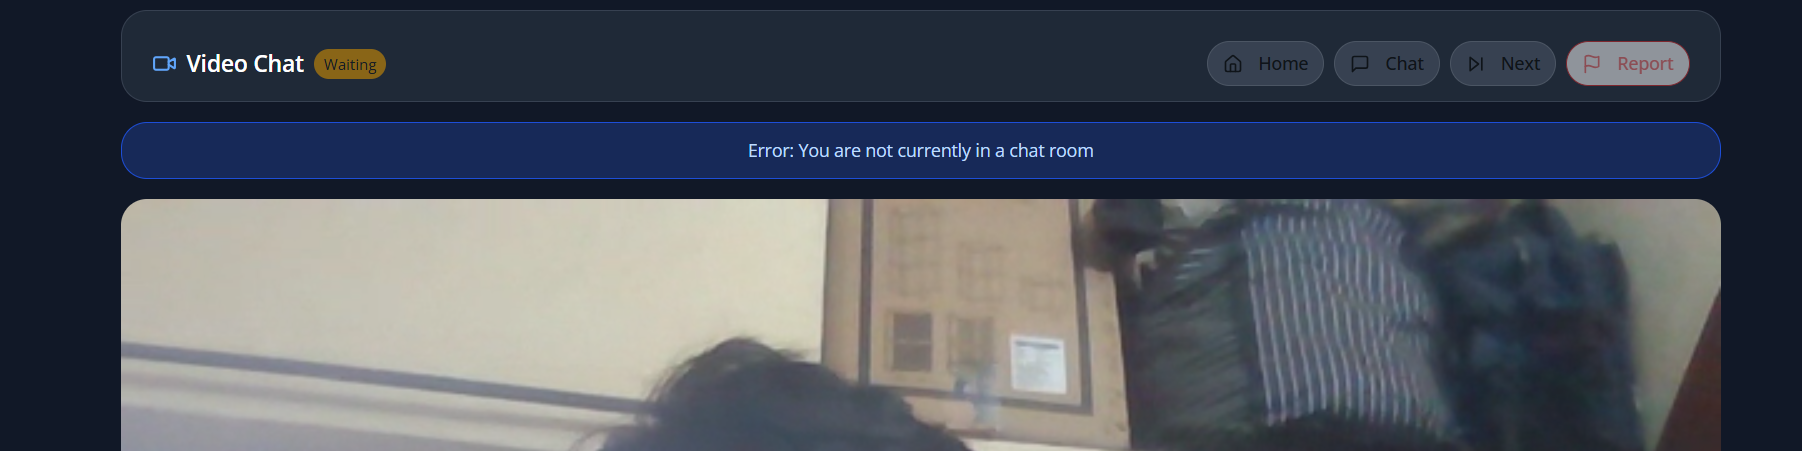 Video Chat Waiting Home Chat Next Report
Error: You are not currently in a chat room